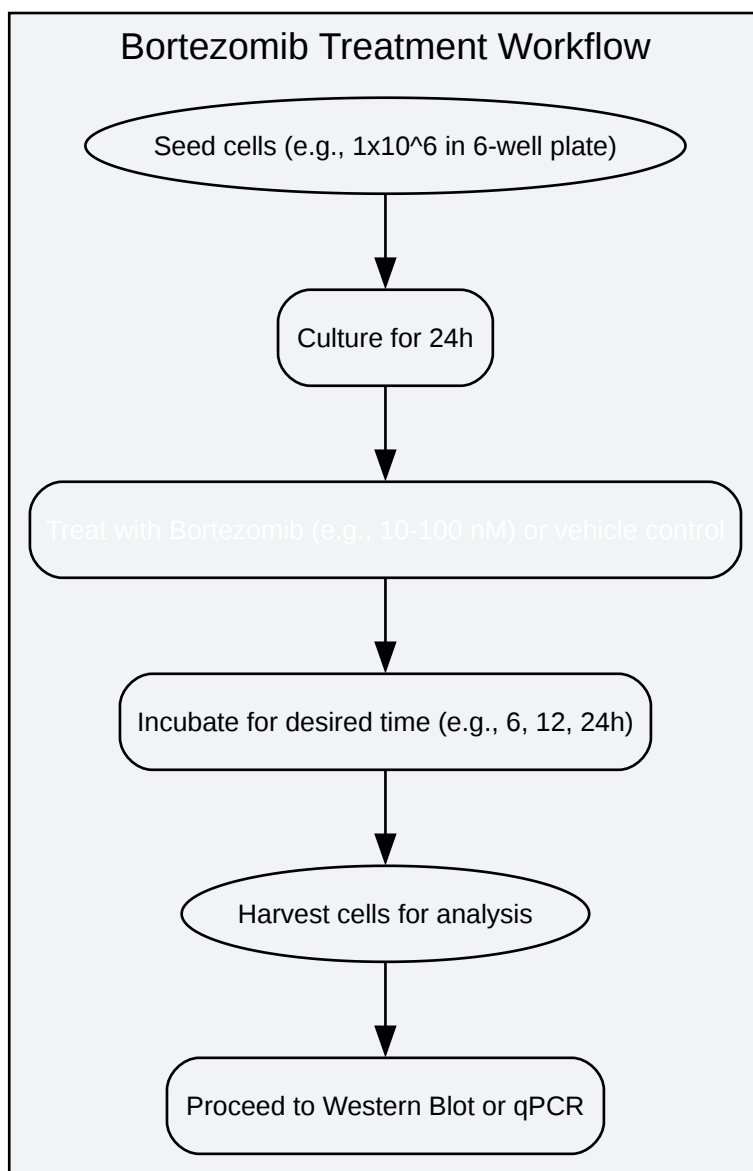 Bortezomib Treatment Workflow
Seed cells (e.g., 1x10^6 in 6-well plate)
Culture for 24h
Treat with Bortezomib (e.g., 10-100 nM) or vehicle control
Incubate for desired time (e.g., 6, 12, 24h)
Harvest cells for analysis
Proceed to Western Blot or qPCR